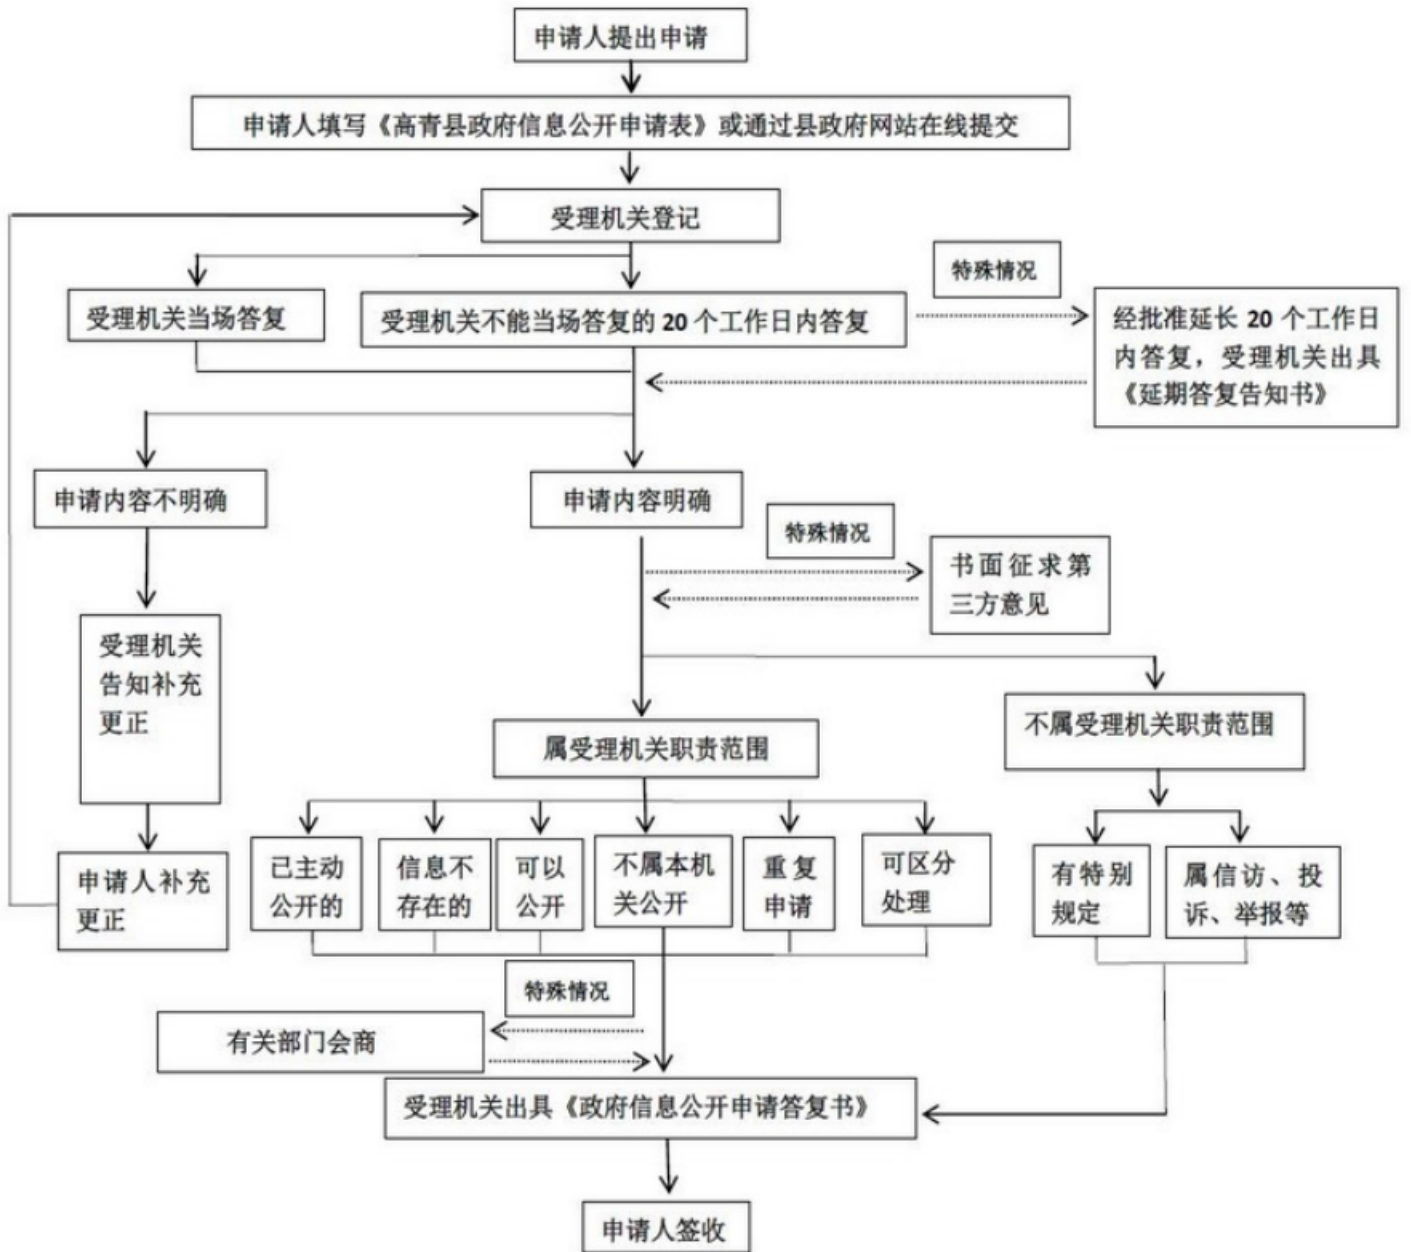 申请人提出申请
申请人填写《高青县政府信息公开申请表》或通过县政府网站在线提交
受理机关登记
特殊情况
受理机关当场答复
受理机关不能当场答复的 20 个工作日内答复
经批准延长 20 个工作日
内答复，受理机关出具
《延期答复告知书》
申请内容不明确
申请内容明确
特殊情况
书面征求第
三方意见
受理机关
告知补充
更正
属受理机关职责范围
不属受理机关职责范围
申请人补充
更正
已主动
公开的
信息不
存在的
可以
公开
不属本机
关公开
重复
申请
可区分
处理
有特别
规定
属信访、投
诉、举报等
特殊情况
有关部门会商
受理机关出具《政府信息公开申请答复书》
申请人签收